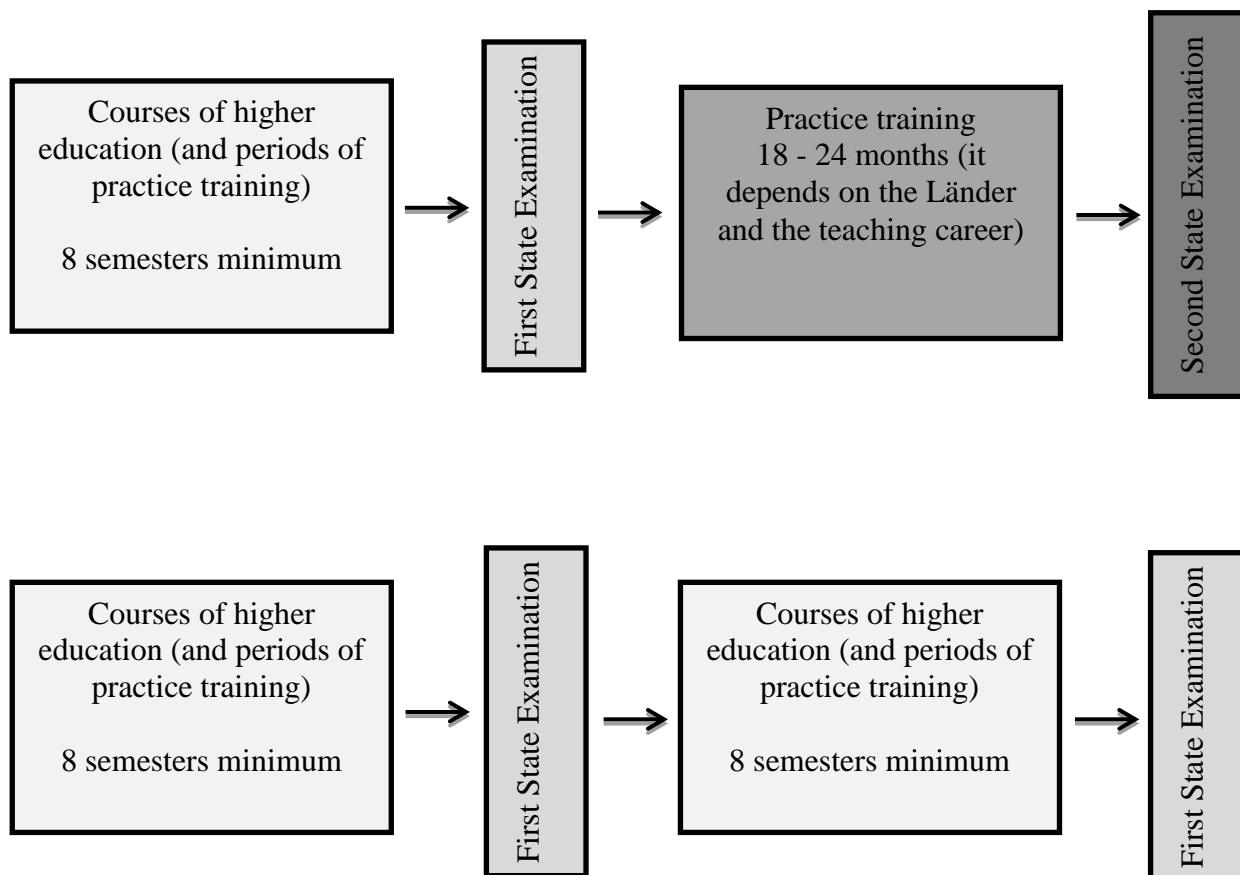 Courses of higher
education (and periods of
practice training)
8 semesters minimum
First State Examination
Practice training
18 - 24 months (it
depends on the Länder
and the teaching career)
Second State Examination
Courses of higher
education (and periods of
practice training)
8 semesters minimum
First State Examination
Courses of higher
education (and periods of
practice training)
8 semesters minimum
First State Examination